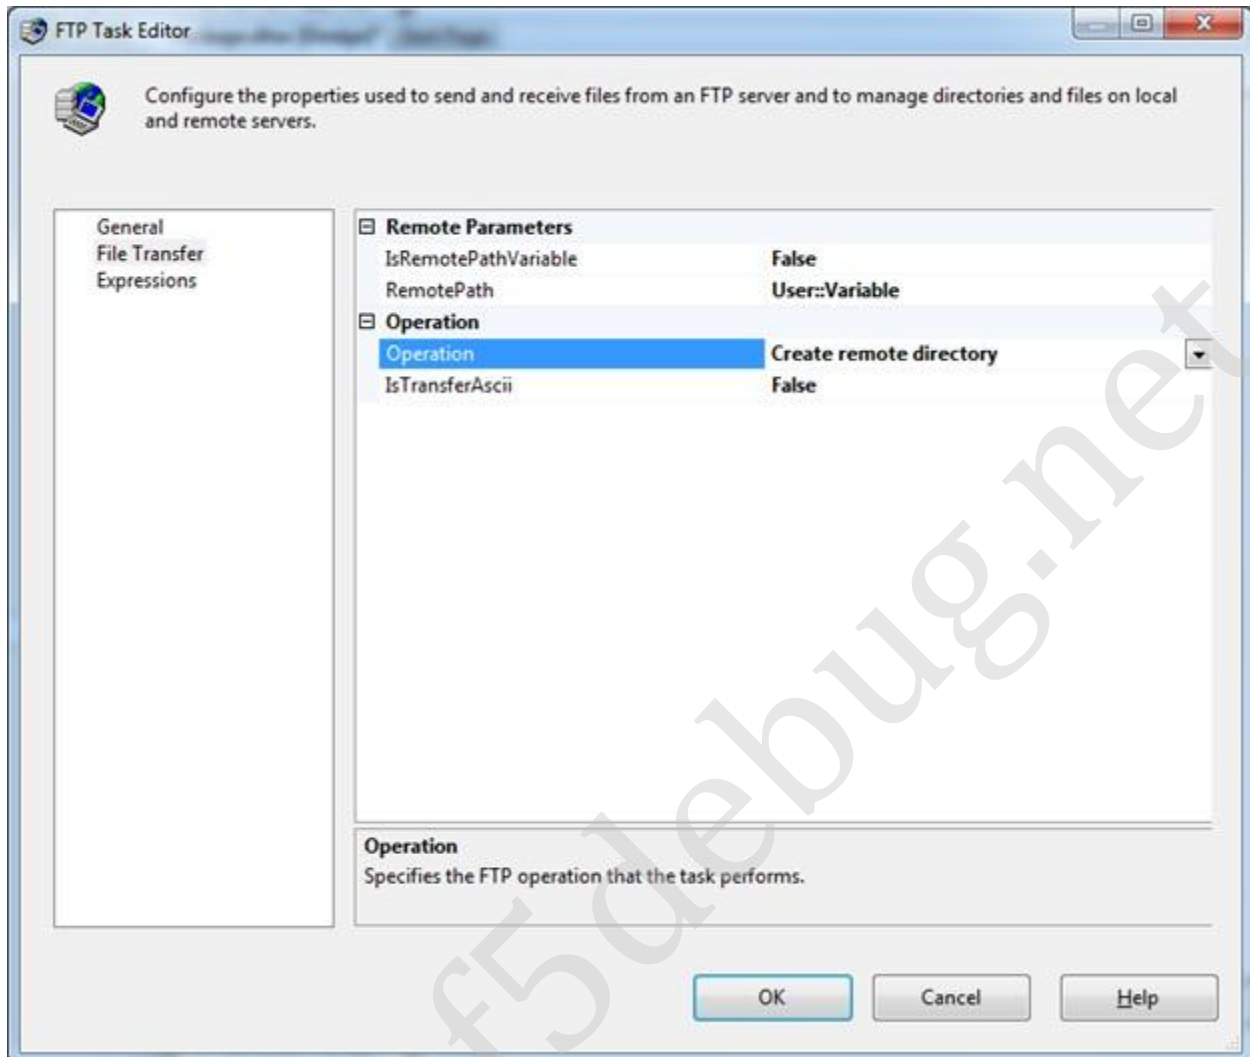 FTP Task Editor
Configure the properties used to send and receive files from an FTP server and to manage directories and files on local
and remote servers.
General
File Transfer
Expressions
Remote Parameters
IsRemotePathVariable False
RemotePath User::Variable
Operation
Operation Create remote directory
IsTransferAscii False
Operation
Specifies the FTP operation that the task performs.
OK Cancel Help
f5debug.net